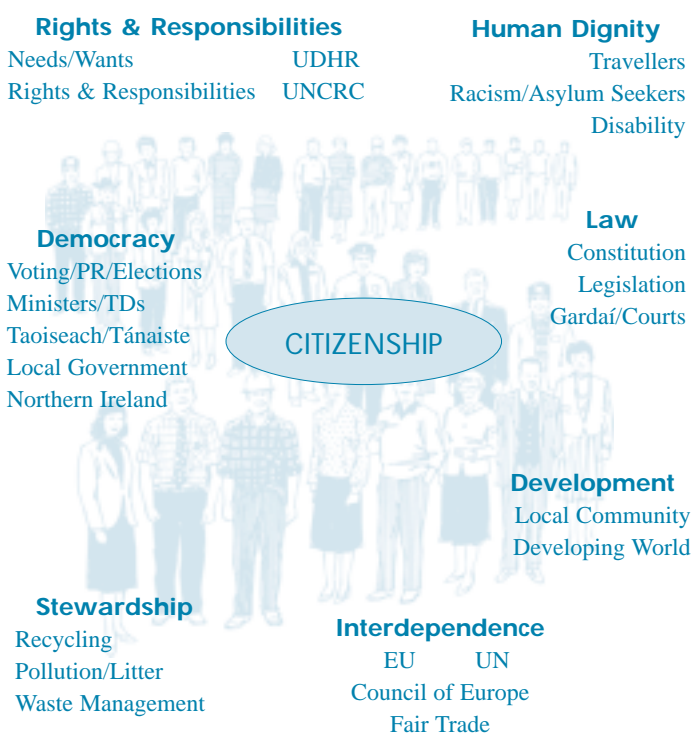 Rights & Responsibilities
Needs/Wants UDHR
Rights & Responsibilities UNCRC
Human Dignity
Travellers
Racism/Asylum Seekers
Disability
Democracy
Voting/PR/Elections
Ministers/TDs
Taoiseach/Tánaiste
Local Government
Northern Ireland
Law
Constitution
Legislation
Gardaí/Courts
CITIZENSHIP
Development
Local Community
Developing World
Stewardship
Recycling
Pollution/Litter
Waste Management
Interdependence
EU UN
Council of Europe
Fair Trade